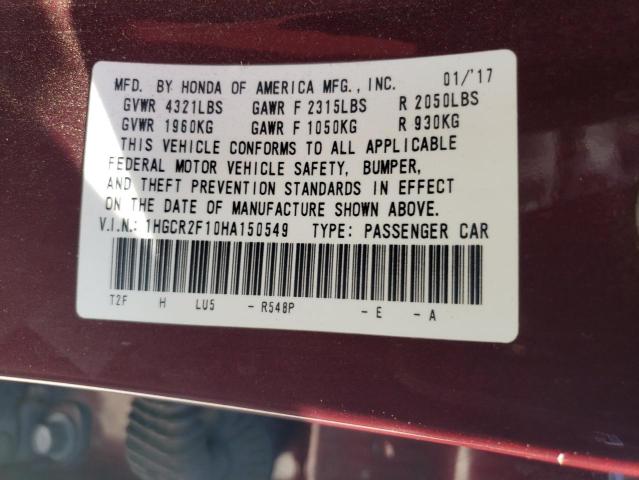 MFD. BY HONDA OF AMERICA MFG., INC. 01/'17
GVWR 4321LBS GAWR F 2315LBS R 2050LBS
GVWR 1960KG GAWR F 1050KG R 930KG
THIS VEHICLE CONFORMS TO ALL APPLICABLE
FEDERAL MOTOR VEHICLE SAFETY, BUMPER,
AND THEFT PREVENTION STANDARDS IN EFFECT
ON THE DATE OF MANUFACTURE SHOWN ABOVE.
V.I.N.: 1HGCR2F10HA150549 TYPE: PASSENGER CAR
T2F H LU5 - R548P - E - A